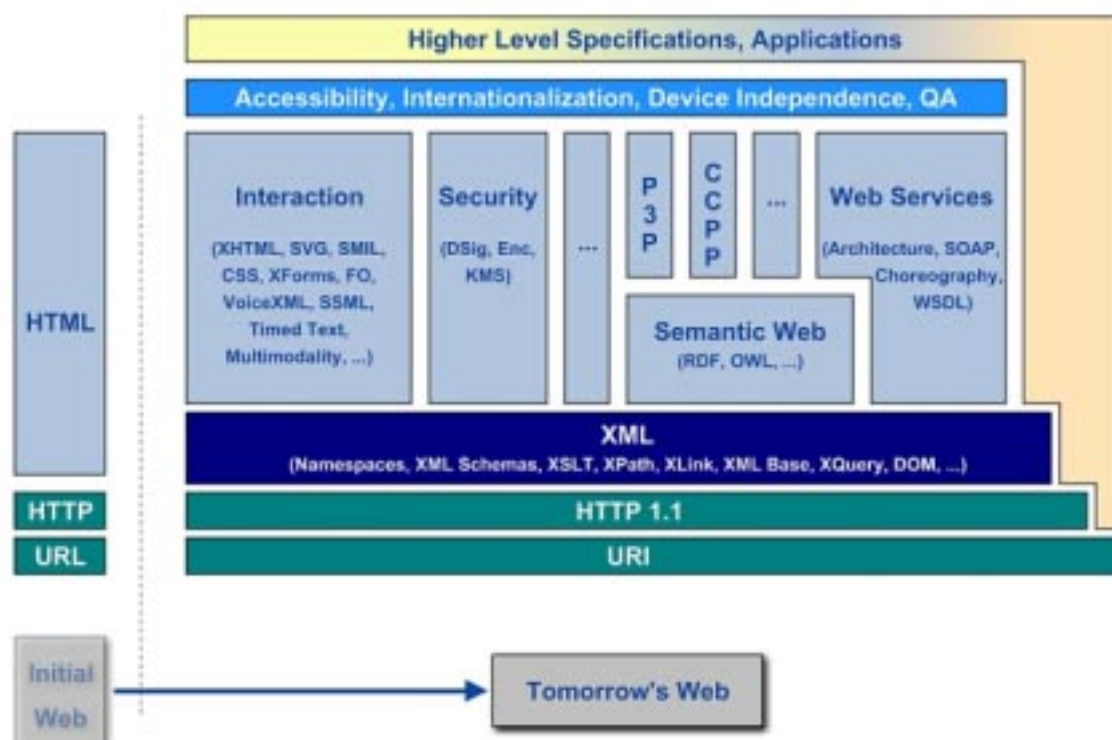 Higher Level Specifications, Applications
Accessibility, Internationalization, Device Independence, QA
HTML
HTTP
URL
Interaction
(XHTML, SVG, SMIL,
CSS, XForms, FO,
VoiceXML, SSML,
Timed Text,
Multimodality, ...)
Security
(DSig, Enc,
KMS)
...
P3P
CCPP
...
Web Services
(Architecture, SOAP,
Choreography,
WSDL)
Semantic Web
(RDF, OWL, ...)
XML
(Namespaces, XML Schemas, XSLT, XPath, XLink, XML Base, XQuery, DOM, ...)
HTTP 1.1
URI
Initial
Web
Tomorrow's Web